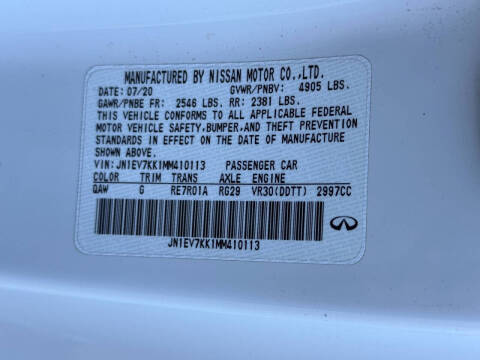 MANUFACTURED BY NISSAN MOTOR CO.,LTD.
DATE: 07/20 GVWR/PNBV: 4905 LBS.
GAWR/PNBE FR: 2546 LBS. RR: 2381 LBS.
THIS VEHICLE CONFORMS TO ALL APPLICABLE FEDERAL
MOTOR VEHICLE SAFETY,BUMPER,AND THEFT PREVENTION
STANDARDS IN EFFECT ON THE DATE OF MANUFACTURE
SHOWN ABOVE.
VIN: JN1EV7KK1MM410113 PASSENGER CAR
COLOR TRIM TRANS AXLE ENGINE
QAW G RE7R01A RG29 VR30(DDTT) 2997CC
JN1EV7KK1MM410113